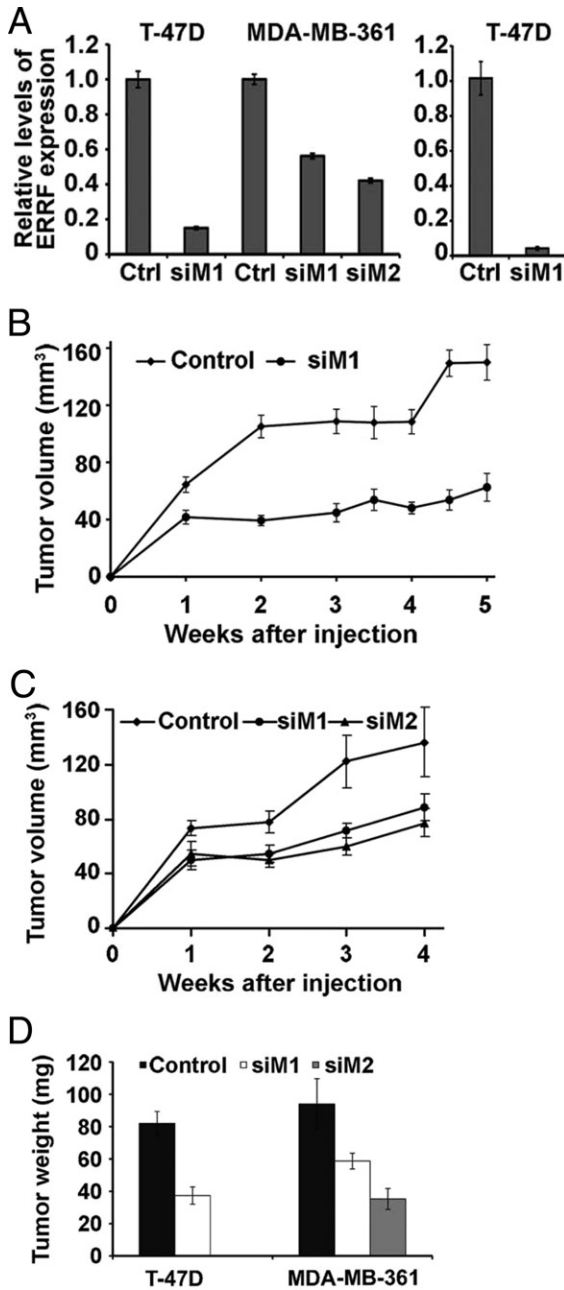 A
T-47D MDA-MB-361 T-47D
Relative levels of
ERRF expression
1.2
1.0
0.8
0.6
0.4
0.2
0
Ctrl siM1 Ctrl siM1 siM2
1.2
1.0
0.8
0.6
0.4
0.2
0
Ctrl siM1
B
Tumor volume (mm³)
160
120
80
40
0
Control siM1
0 1 2 3 4 5
Weeks after injection
C
Tumor volume (mm³)
160
120
80
40
0
Control siM1 siM2
0 1 2 3 4
Weeks after injection
D
Tumor weight (mg)
120
100
80
60
40
20
0
Control siM1 siM2
T-47D MDA-MB-361